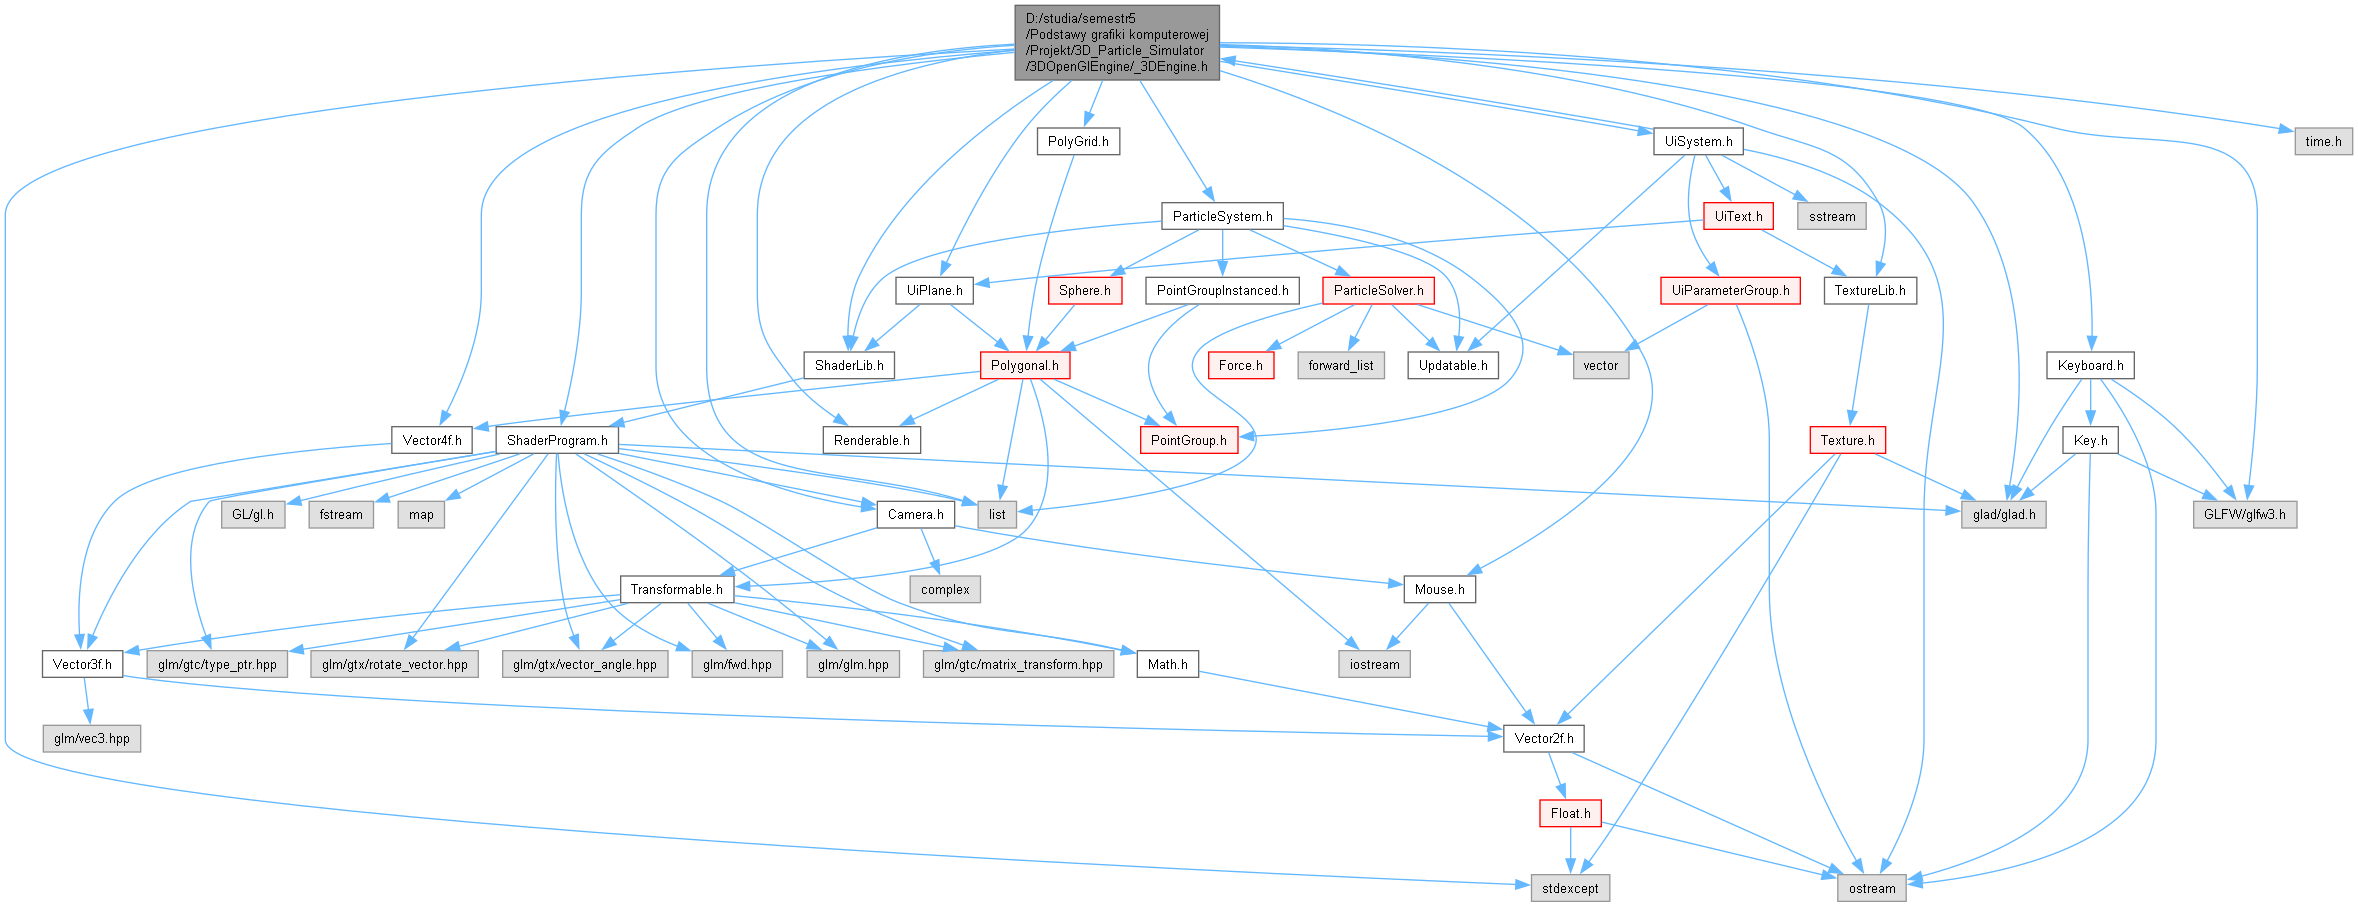 D:/studia/semestr5
/Podstawy grafiki komputerowej
/Projekt/3D_Particle_Simulator
/3DOpenGlEngine/_3DEngine.h
PolyGrid.h
UiSystem.h
time.h
ParticleSystem.h
UiText.h
sstream
UiPlane.h
Sphere.h
PointGroupInstanced.h
ParticleSolver.h
UiParameterGroup.h
TextureLib.h
ShaderLib.h
Polygonal.h
Force.h
forward_list
Updatable.h
vector
Keyboard.h
Vector4f.h
ShaderProgram.h
Renderable.h
PointGroup.h
Texture.h
Key.h
GL/gl.h
fstream
map
Camera.h
list
glad/glad.h
GLFW/glfw3.h
Transformable.h
complex
Mouse.h
Vector3f.h
glm/gtc/type_ptr.hpp
glm/gtx/rotate_vector.hpp
glm/gtx/vector_angle.hpp
glm/fwd.hpp
glm/glm.hpp
glm/gtc/matrix_transform.hpp
Math.h
iostream
glm/vec3.hpp
Vector2f.h
Float.h
stdexcept
ostream